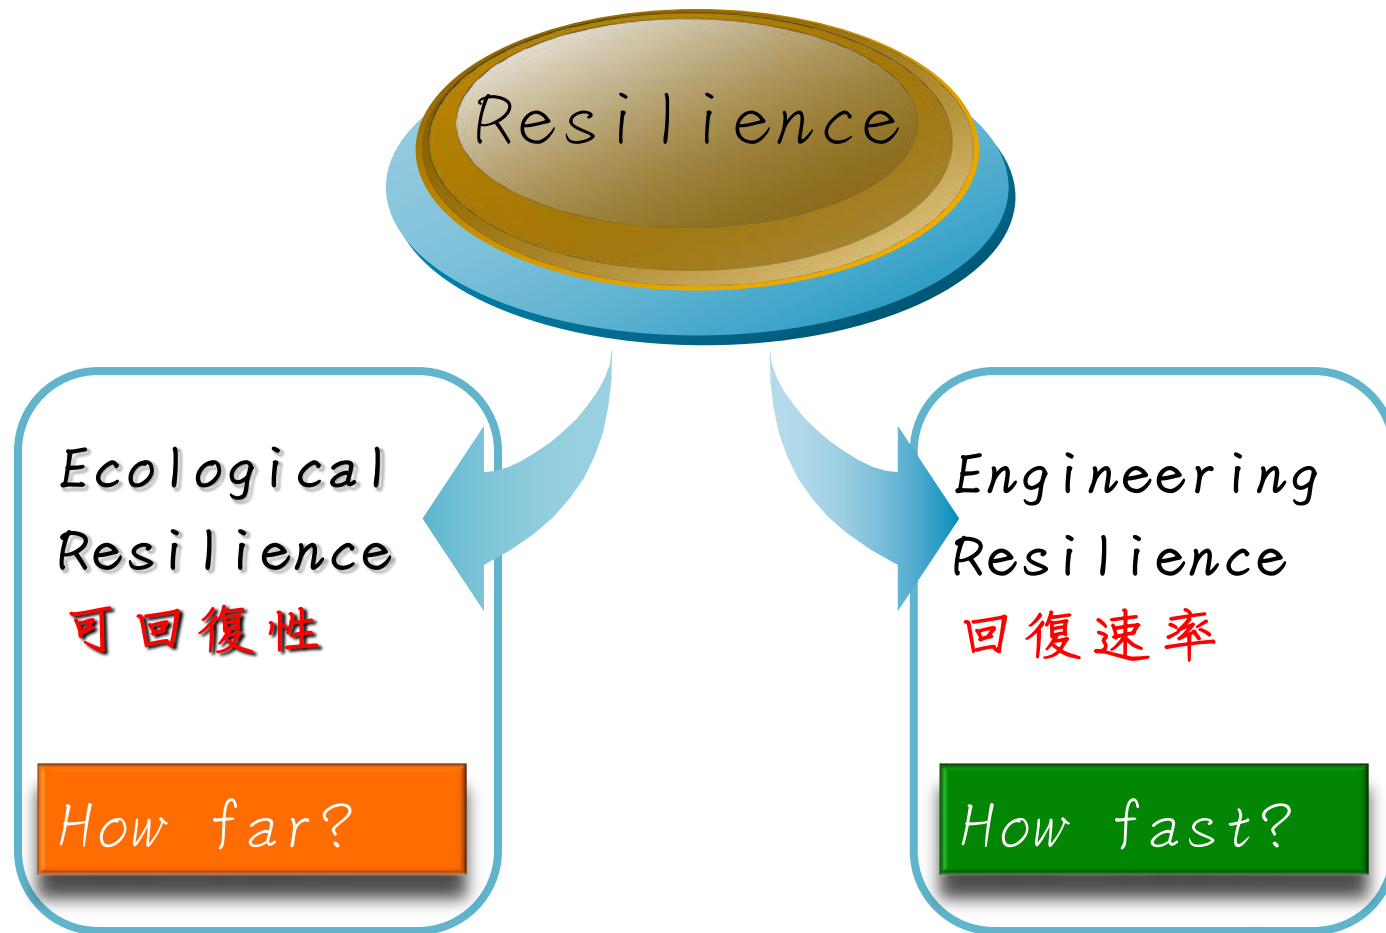 Resilience
Ecological
Resilience
可回復性
How far?
Engineering
Resilience
回復速率
How fast?